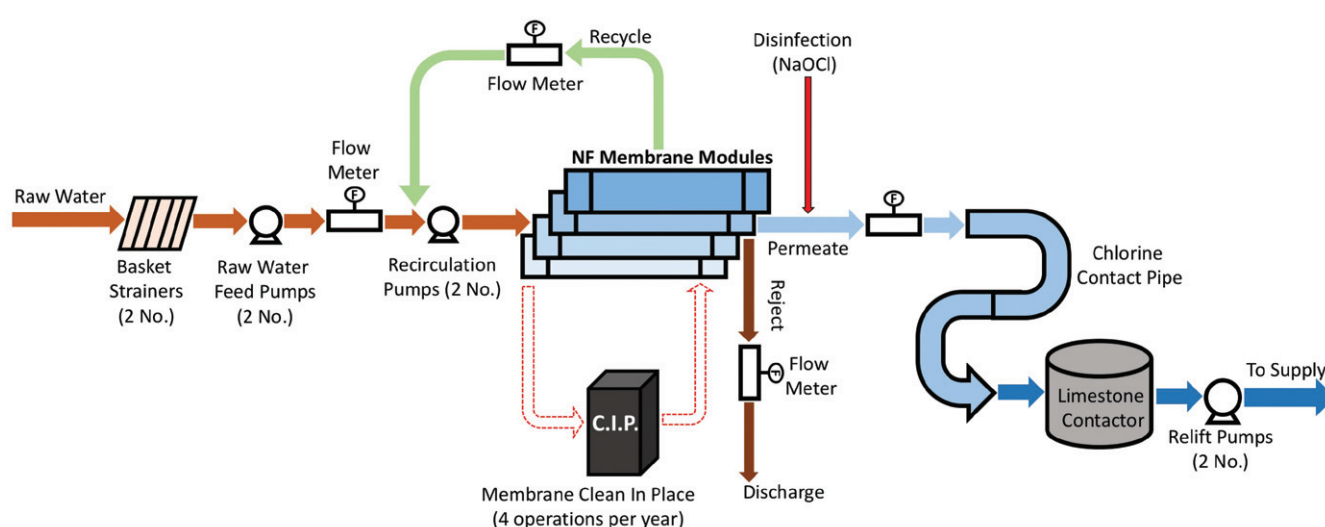 F
Recycle
Flow Meter
Disinfection
(NaOCl)
Flow
Meter
F
NF Membrane Modules
Raw Water
F
Permeate
Basket
Strainers
(2 No.)
Raw Water
Feed Pumps
(2 No.)
Recirculation
Pumps (2 No.)
Chlorine
Contact Pipe
Reject
F
Flow
Meter
C.I.P.
Limestone
Contactor
To Supply
Relift Pumps
(2 No.)
Membrane Clean In Place
(4 operations per year)
Discharge